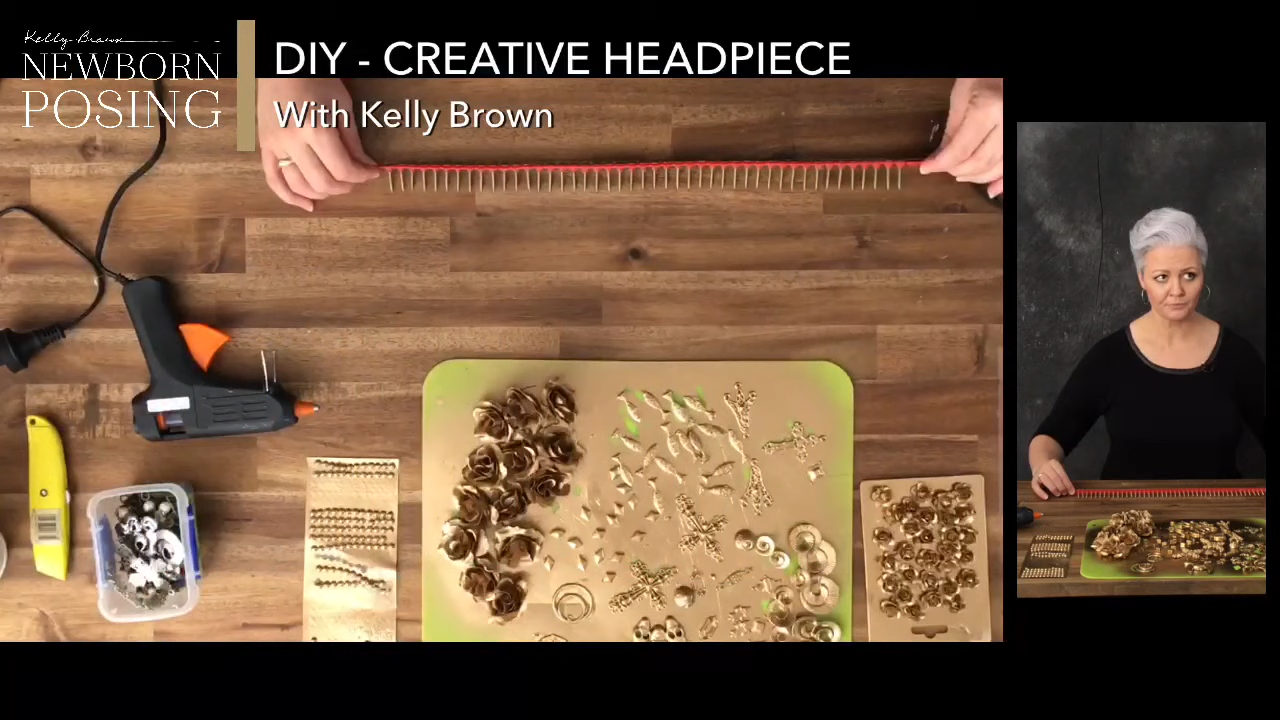 Kelly Brown
NEWBORN
POSING
DIY - CREATIVE HEADPIECE
With Kelly Brown